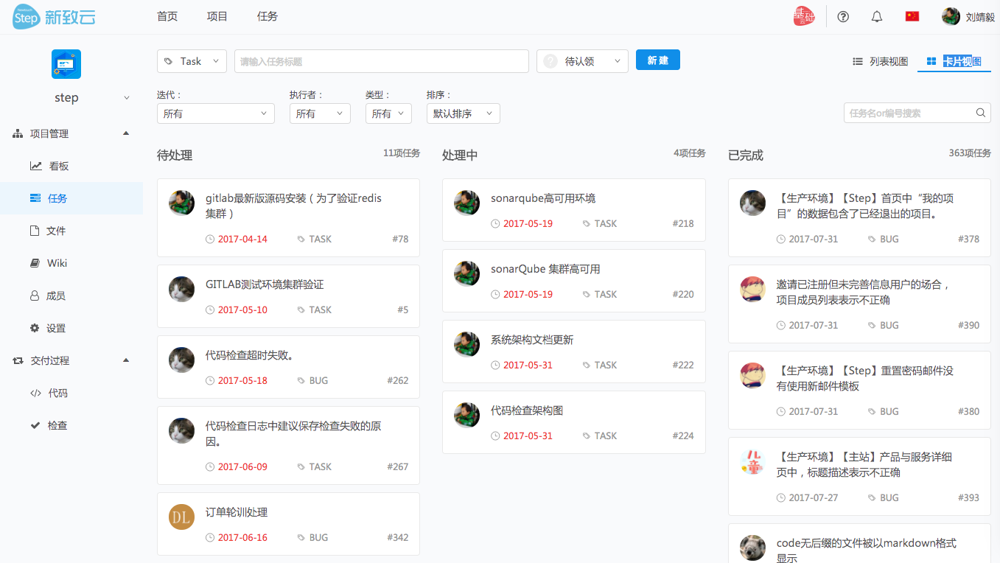 Step 新致云 首页 项目 任务 基础云 刘靖毅
step
项目管理
看板
任务
文件
Wiki
成员
设置
交付过程
代码
检查
Task 请输入任务标题 待认领 新 建 列表视图 卡片视图
迭代： 执行者： 类型： 排序：
所有 所有 所有 默认排序 任务名or编号搜索
待处理 11项任务
gitlab最新版源码安装（为了验证redis
集群）
2017-04-14 TASK #78
GITLAB测试环境集群验证
2017-05-10 TASK #5
代码检查超时失败。
2017-05-18 BUG #262
代码检查日志中建议保存检查失败的原
因。
2017-06-09 TASK #267
DL 订单轮训处理
2017-06-16 BUG #342
处理中 4项任务
sonarqube高可用环境
2017-05-19 TASK #218
sonarQube 集群高可用
2017-05-19 TASK #220
系统架构文档更新
2017-05-31 TASK #222
代码检查架构图
2017-05-31 TASK #224
已完成 363项任务
【生产环境】【Step】首页中“我的项
目”的数据包含了已经退出的项目。
2017-07-31 BUG #378
邀请已注册但未完善信息用户的场合，
项目成员列表表示不正确
2017-07-31 BUG #390
【生产环境】【Step】重置密码邮件没
有使用新邮件模板
2017-07-31 BUG #380
儿童
【生产环境】【主站】产品与服务详细
页中，标题描述表示不正确
2017-07-27 BUG #393
code无后缀的文件被以markdown格式
显示